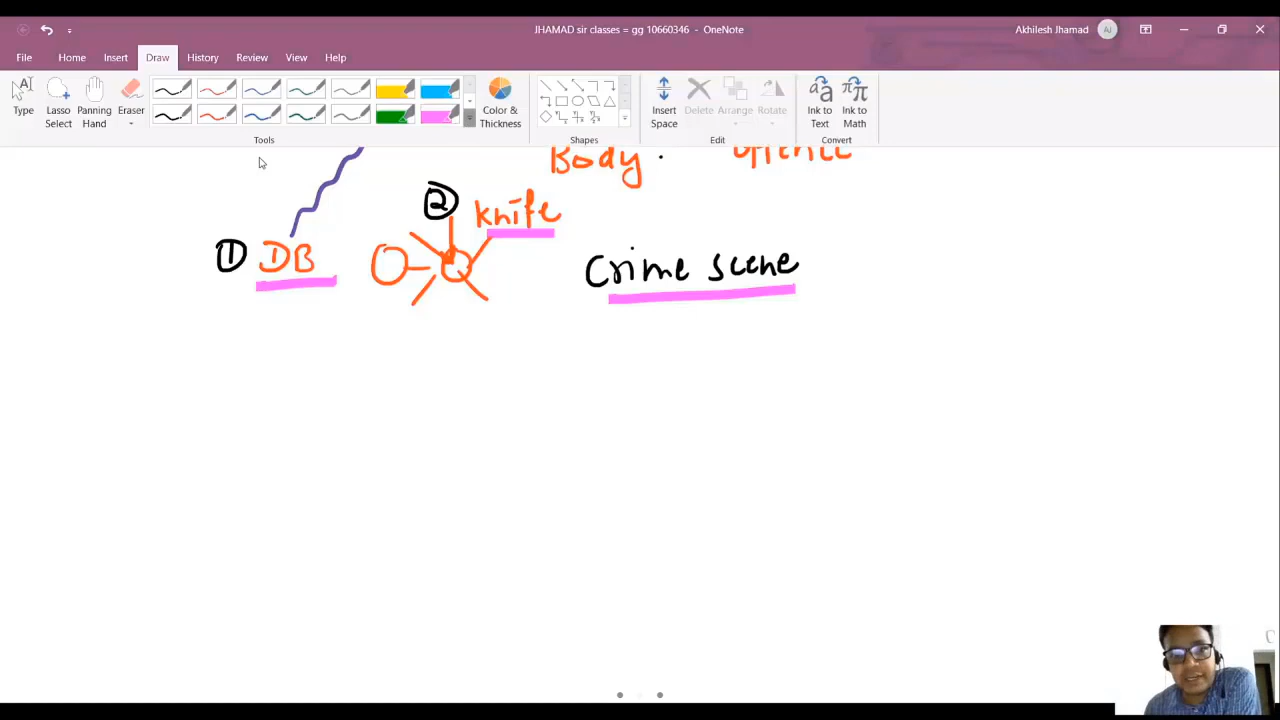 JHAMAD sir classes = gg 10660346 - OneNote
Akhilesh Jhamad
AJ
File Home Insert Draw History Review View Help
Type
Lasso Select
Panning Hand
Eraser
Color & Thickness
Insert Space
Delete
Arrange
Rotate
Ink to Text
Ink to Math
Tools
Shapes
Edit
Convert
Body .
② knife
① DB
Crime scene